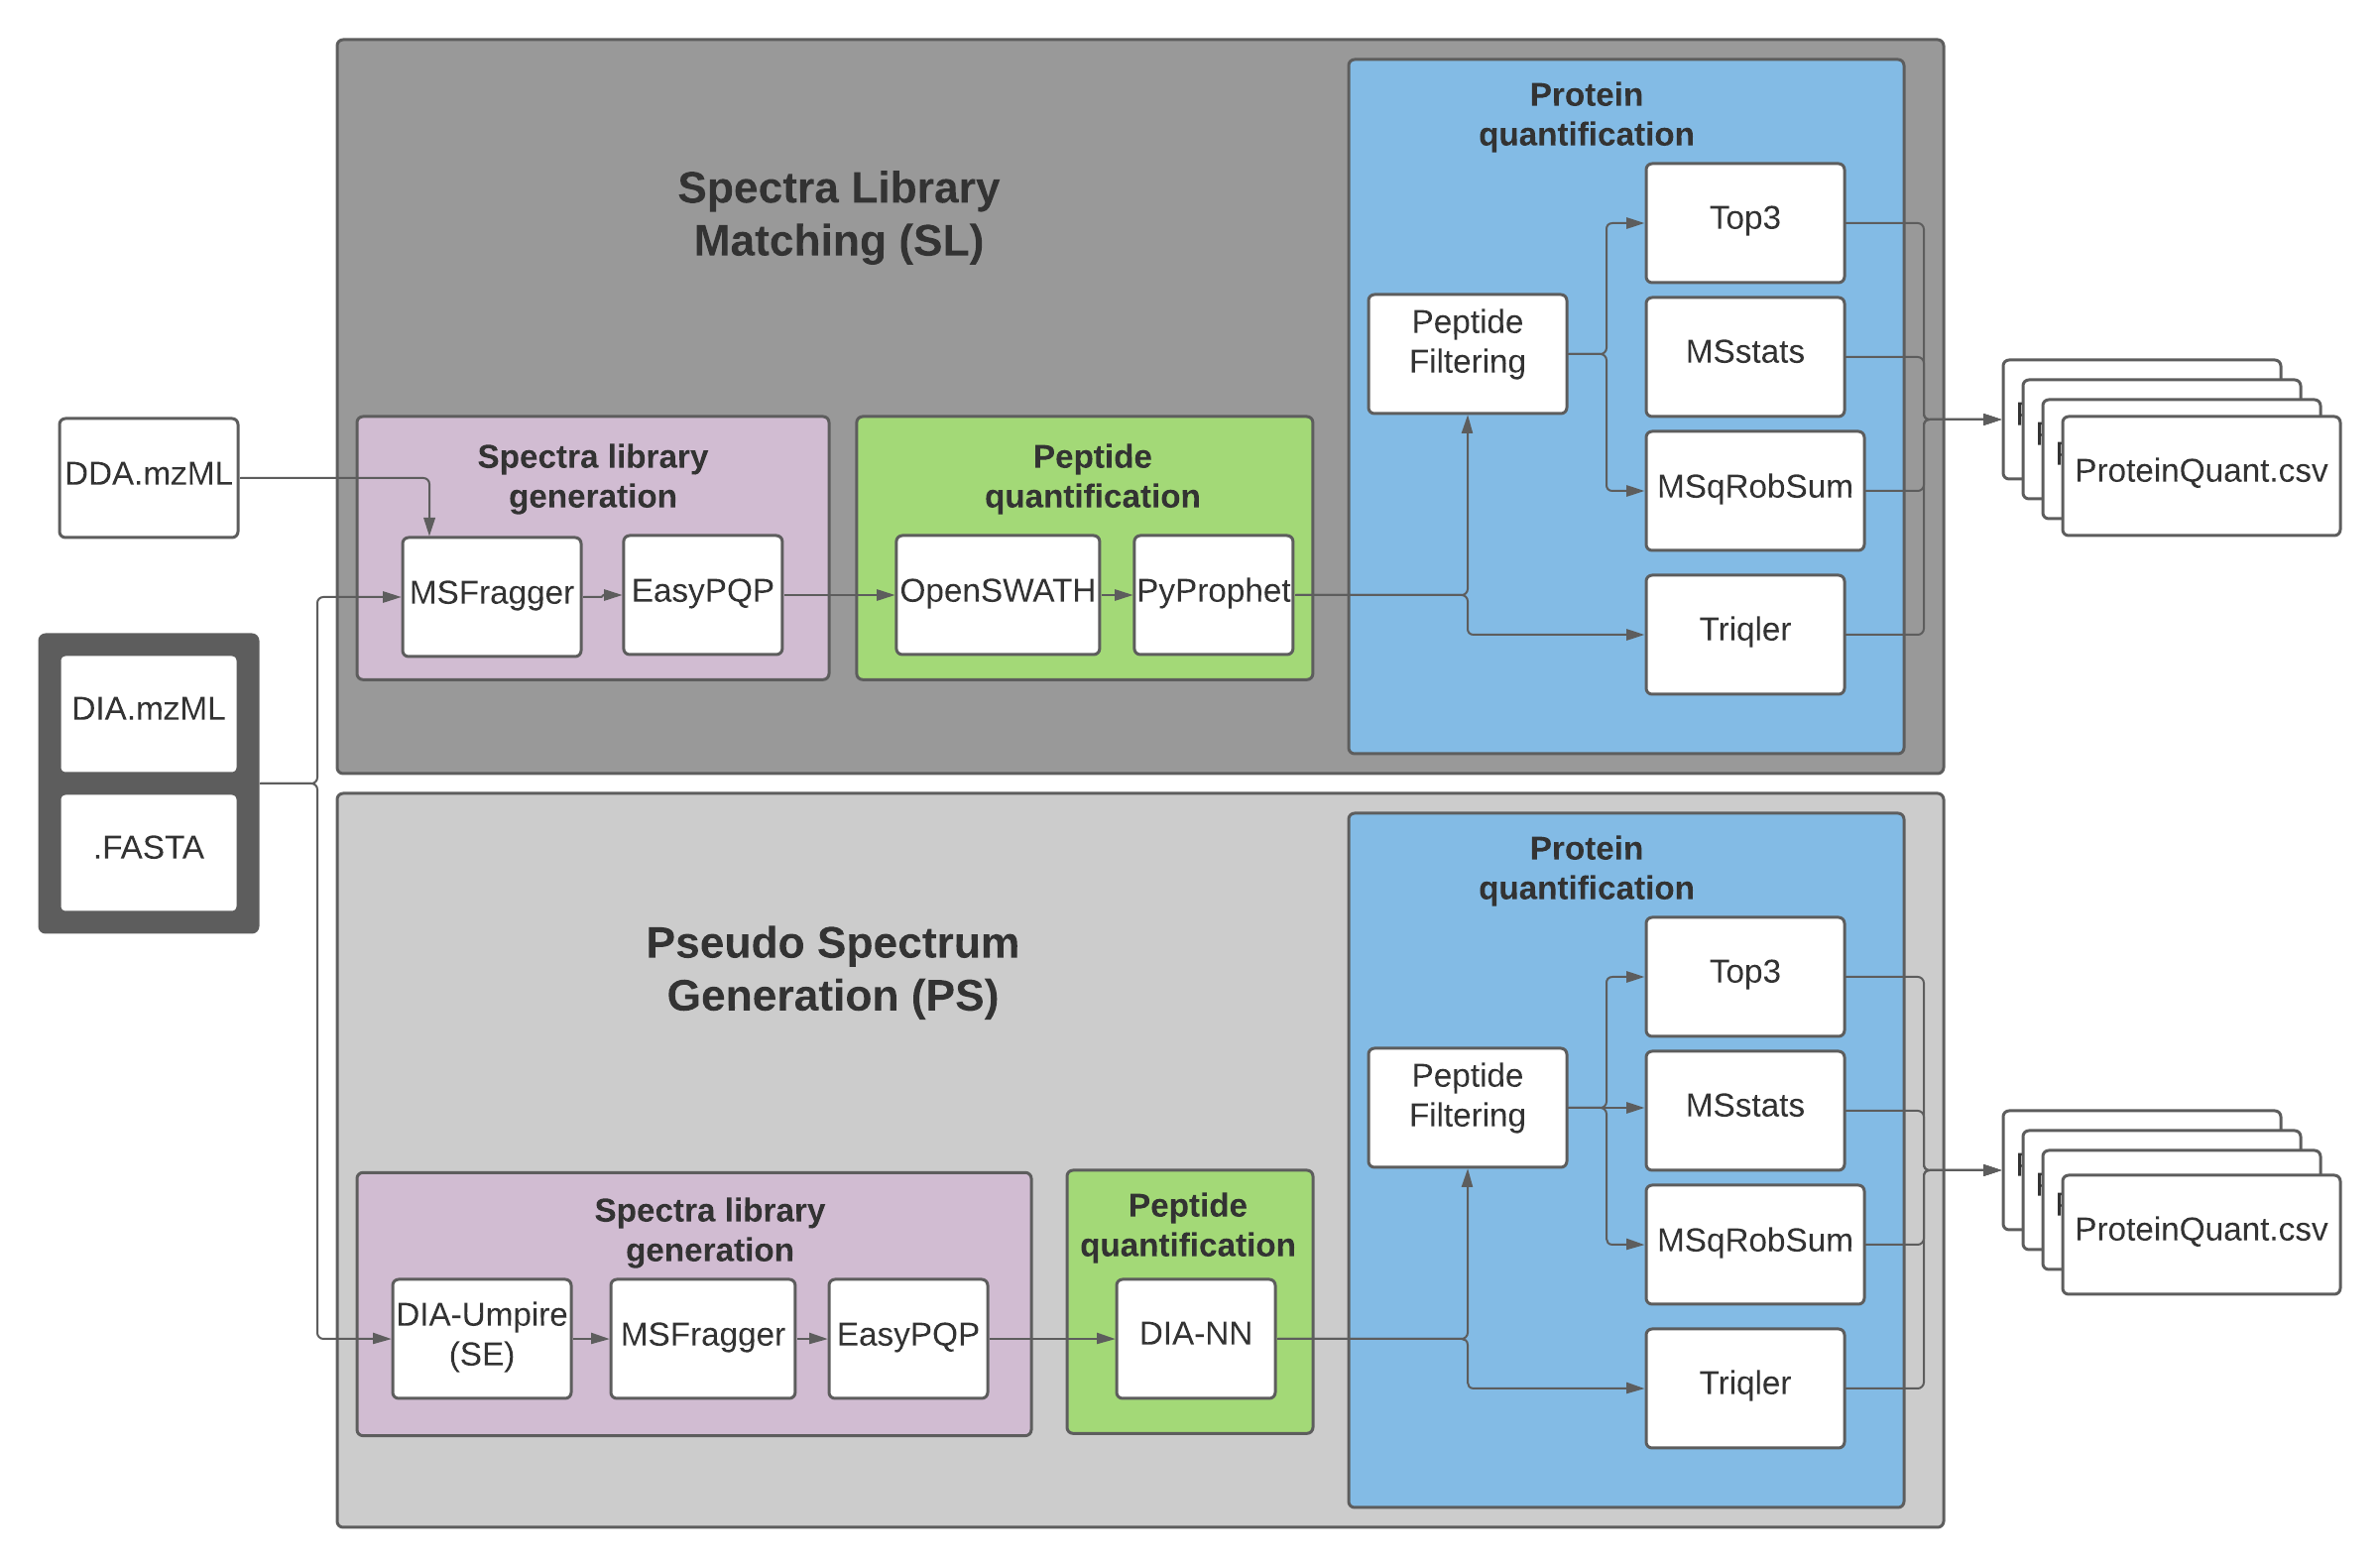 Spectra Library
Matching (SL)
Protein
quantification
Top3
Peptide
Filtering
MSstats
MSqRobSum
Triqler
DDA.mzML
Spectra library
generation
MSFragger
EasyPQP
Peptide
quantification
OpenSWATH
PyProphet
ProteinQuant.csv
DIA.mzML
.FASTA
Pseudo Spectrum
Generation (PS)
Protein
quantification
Top3
Peptide
Filtering
MSstats
MSqRobSum
Triqler
Spectra library
generation
DIA-Umpire
(SE)
MSFragger
EasyPQP
Peptide
quantification
DIA-NN
ProteinQuant.csv